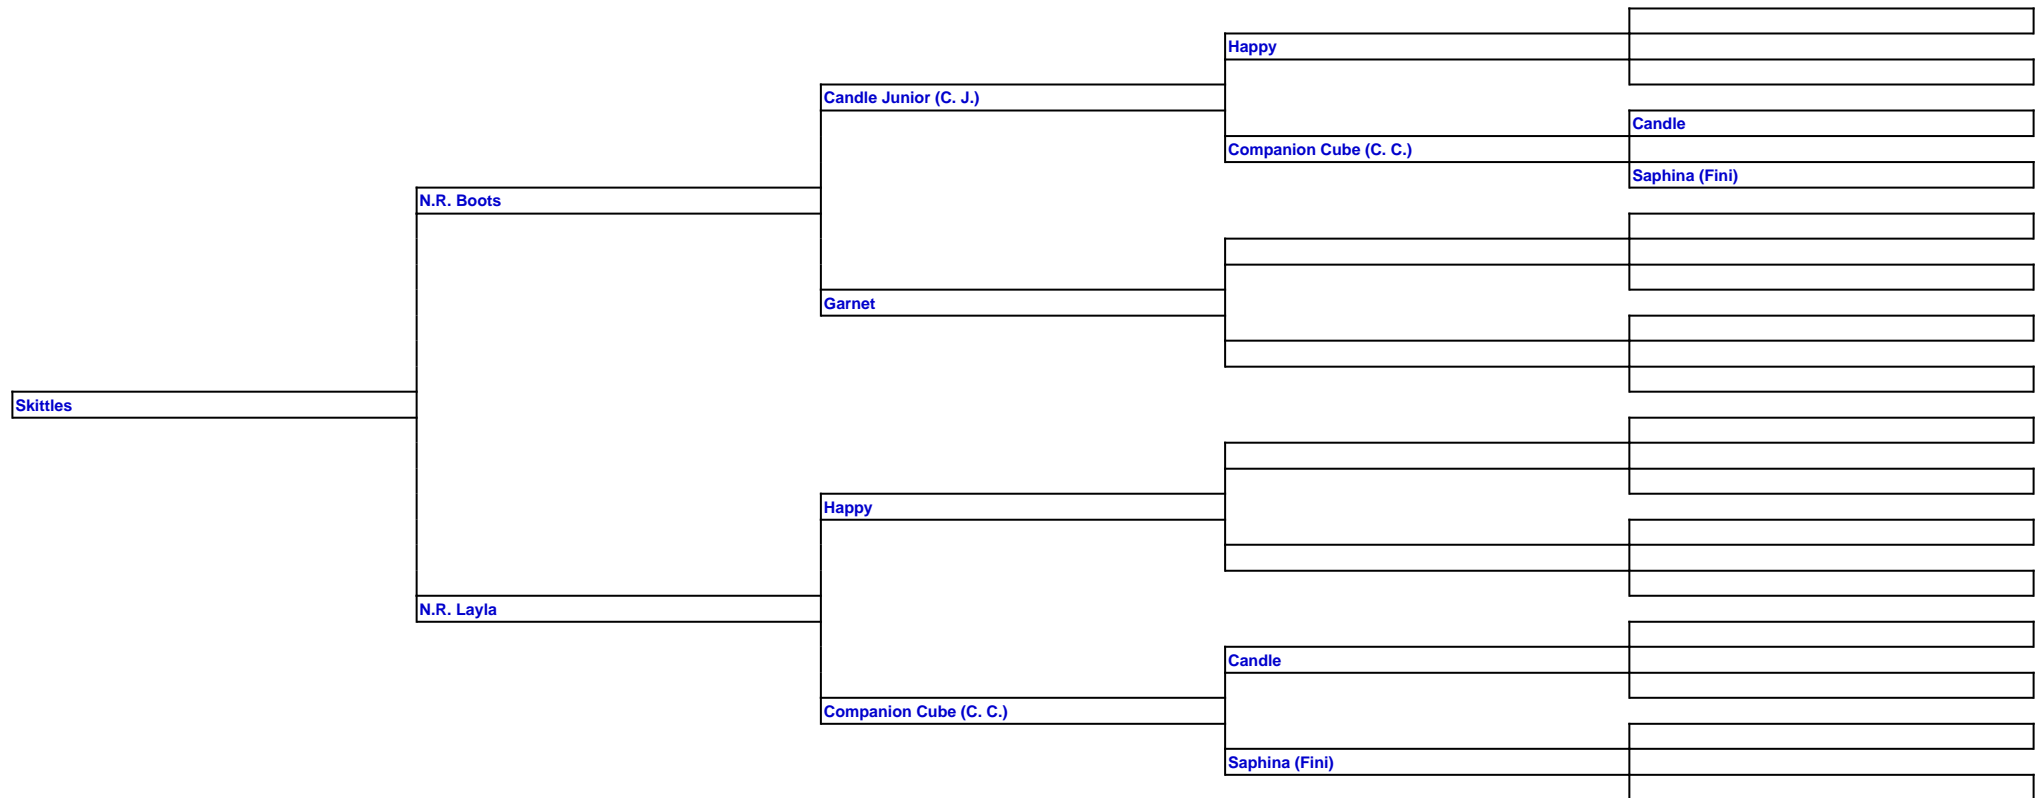 Happy
Candle Junior (C. J.)
Candle
Companion Cube (C. C.)
Saphina (Fini)
N.R. Boots
Garnet
Skittles
Happy
N.R. Layla
Candle
Companion Cube (C. C.)
Saphina (Fini)